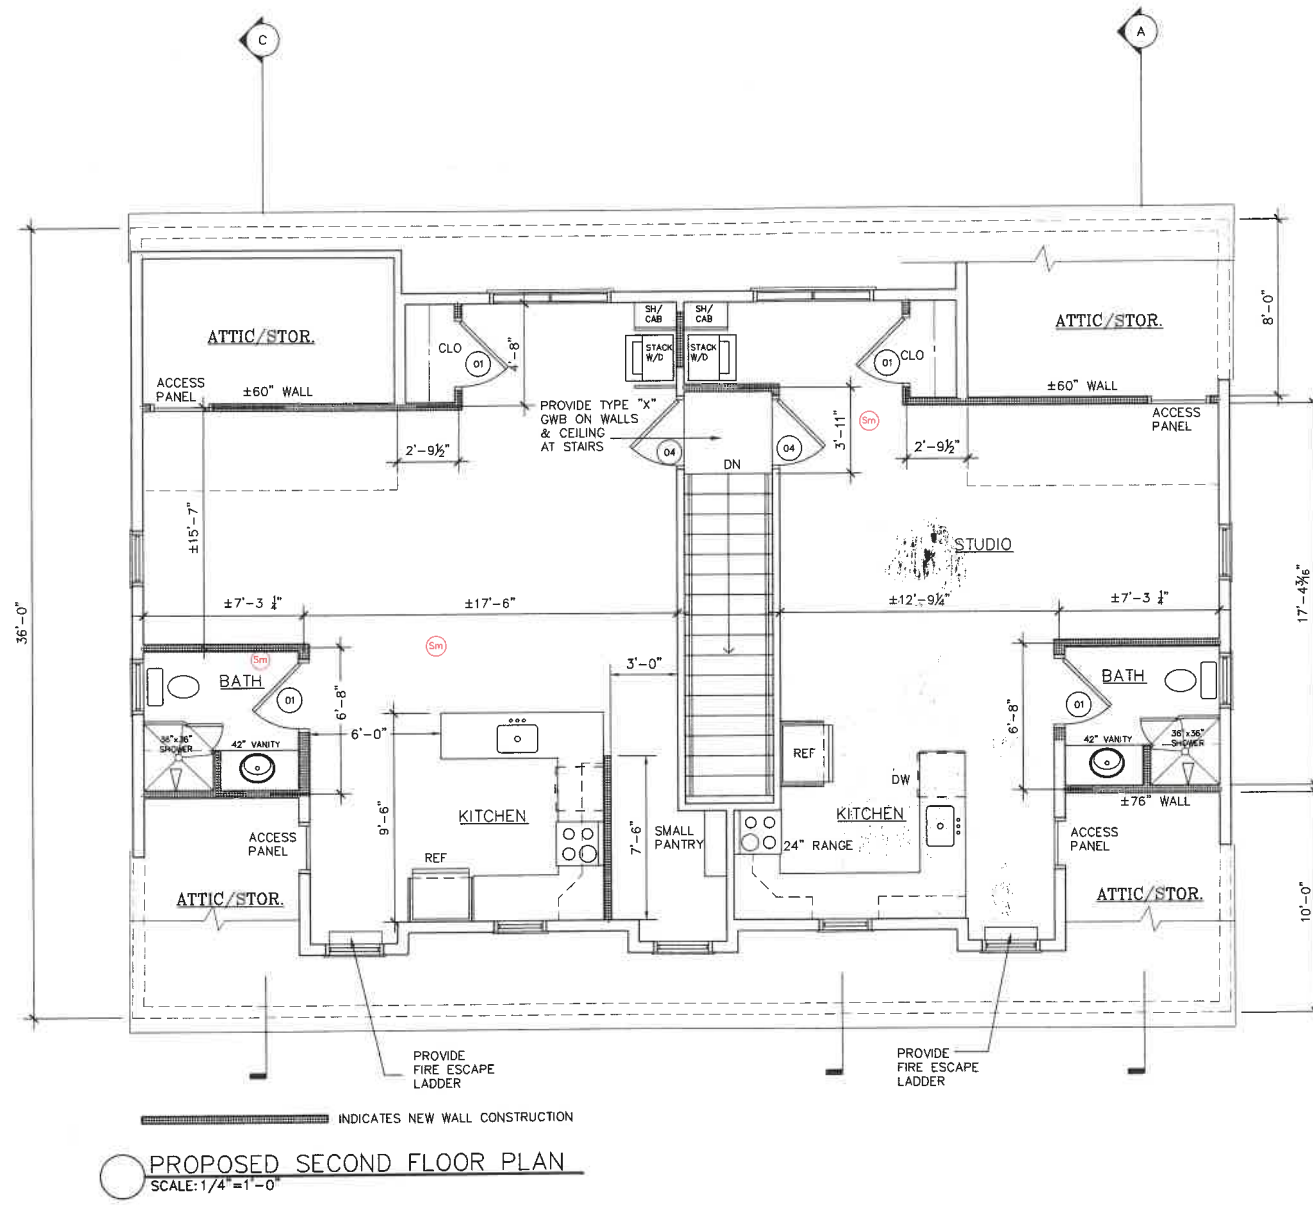 C
A
SH/
CAB
SH/
CAB
ATTIC/STOR.
ATTIC/STOR.
8'-0"
CLO
01
4'-8"
STACK
W/D
STACK
W/D
01
CLO
ACCESS
PANEL
±60" WALL
±60" WALL
ACCESS
PANEL
PROVIDE TYPE "X"
GWB ON WALLS
& CEILING
AT STAIRS
Sm
3'-11"
2'-9½"
04
04
2'-9½"
DN
±15'-7"
STUDIO
36'-0"
17'-4 3/16"
±7'-3 ¼"
±17'-6"
±12'-9¼"
±7'-3 ¼"
Sm
Sm
3'-0"
BATH
01
6'-8"
6'-8"
01
BATH
6'-0"
36"x36"
SHOWER
42" VANITY
REF
42" VANITY
36"x36"
SHOWER
DW
±76" WALL
9'-6"
KITCHEN
7'-6"
SMALL
PANTRY
KITCHEN
24" RANGE
ACCESS
PANEL
ACCESS
PANEL
REF
ATTIC/STOR.
ATTIC/STOR.
10'-0"
PROVIDE
FIRE ESCAPE
LADDER
PROVIDE
FIRE ESCAPE
LADDER
INDICATES NEW WALL CONSTRUCTION
PROPOSED SECOND FLOOR PLAN
SCALE: 1/4"=1'-0"